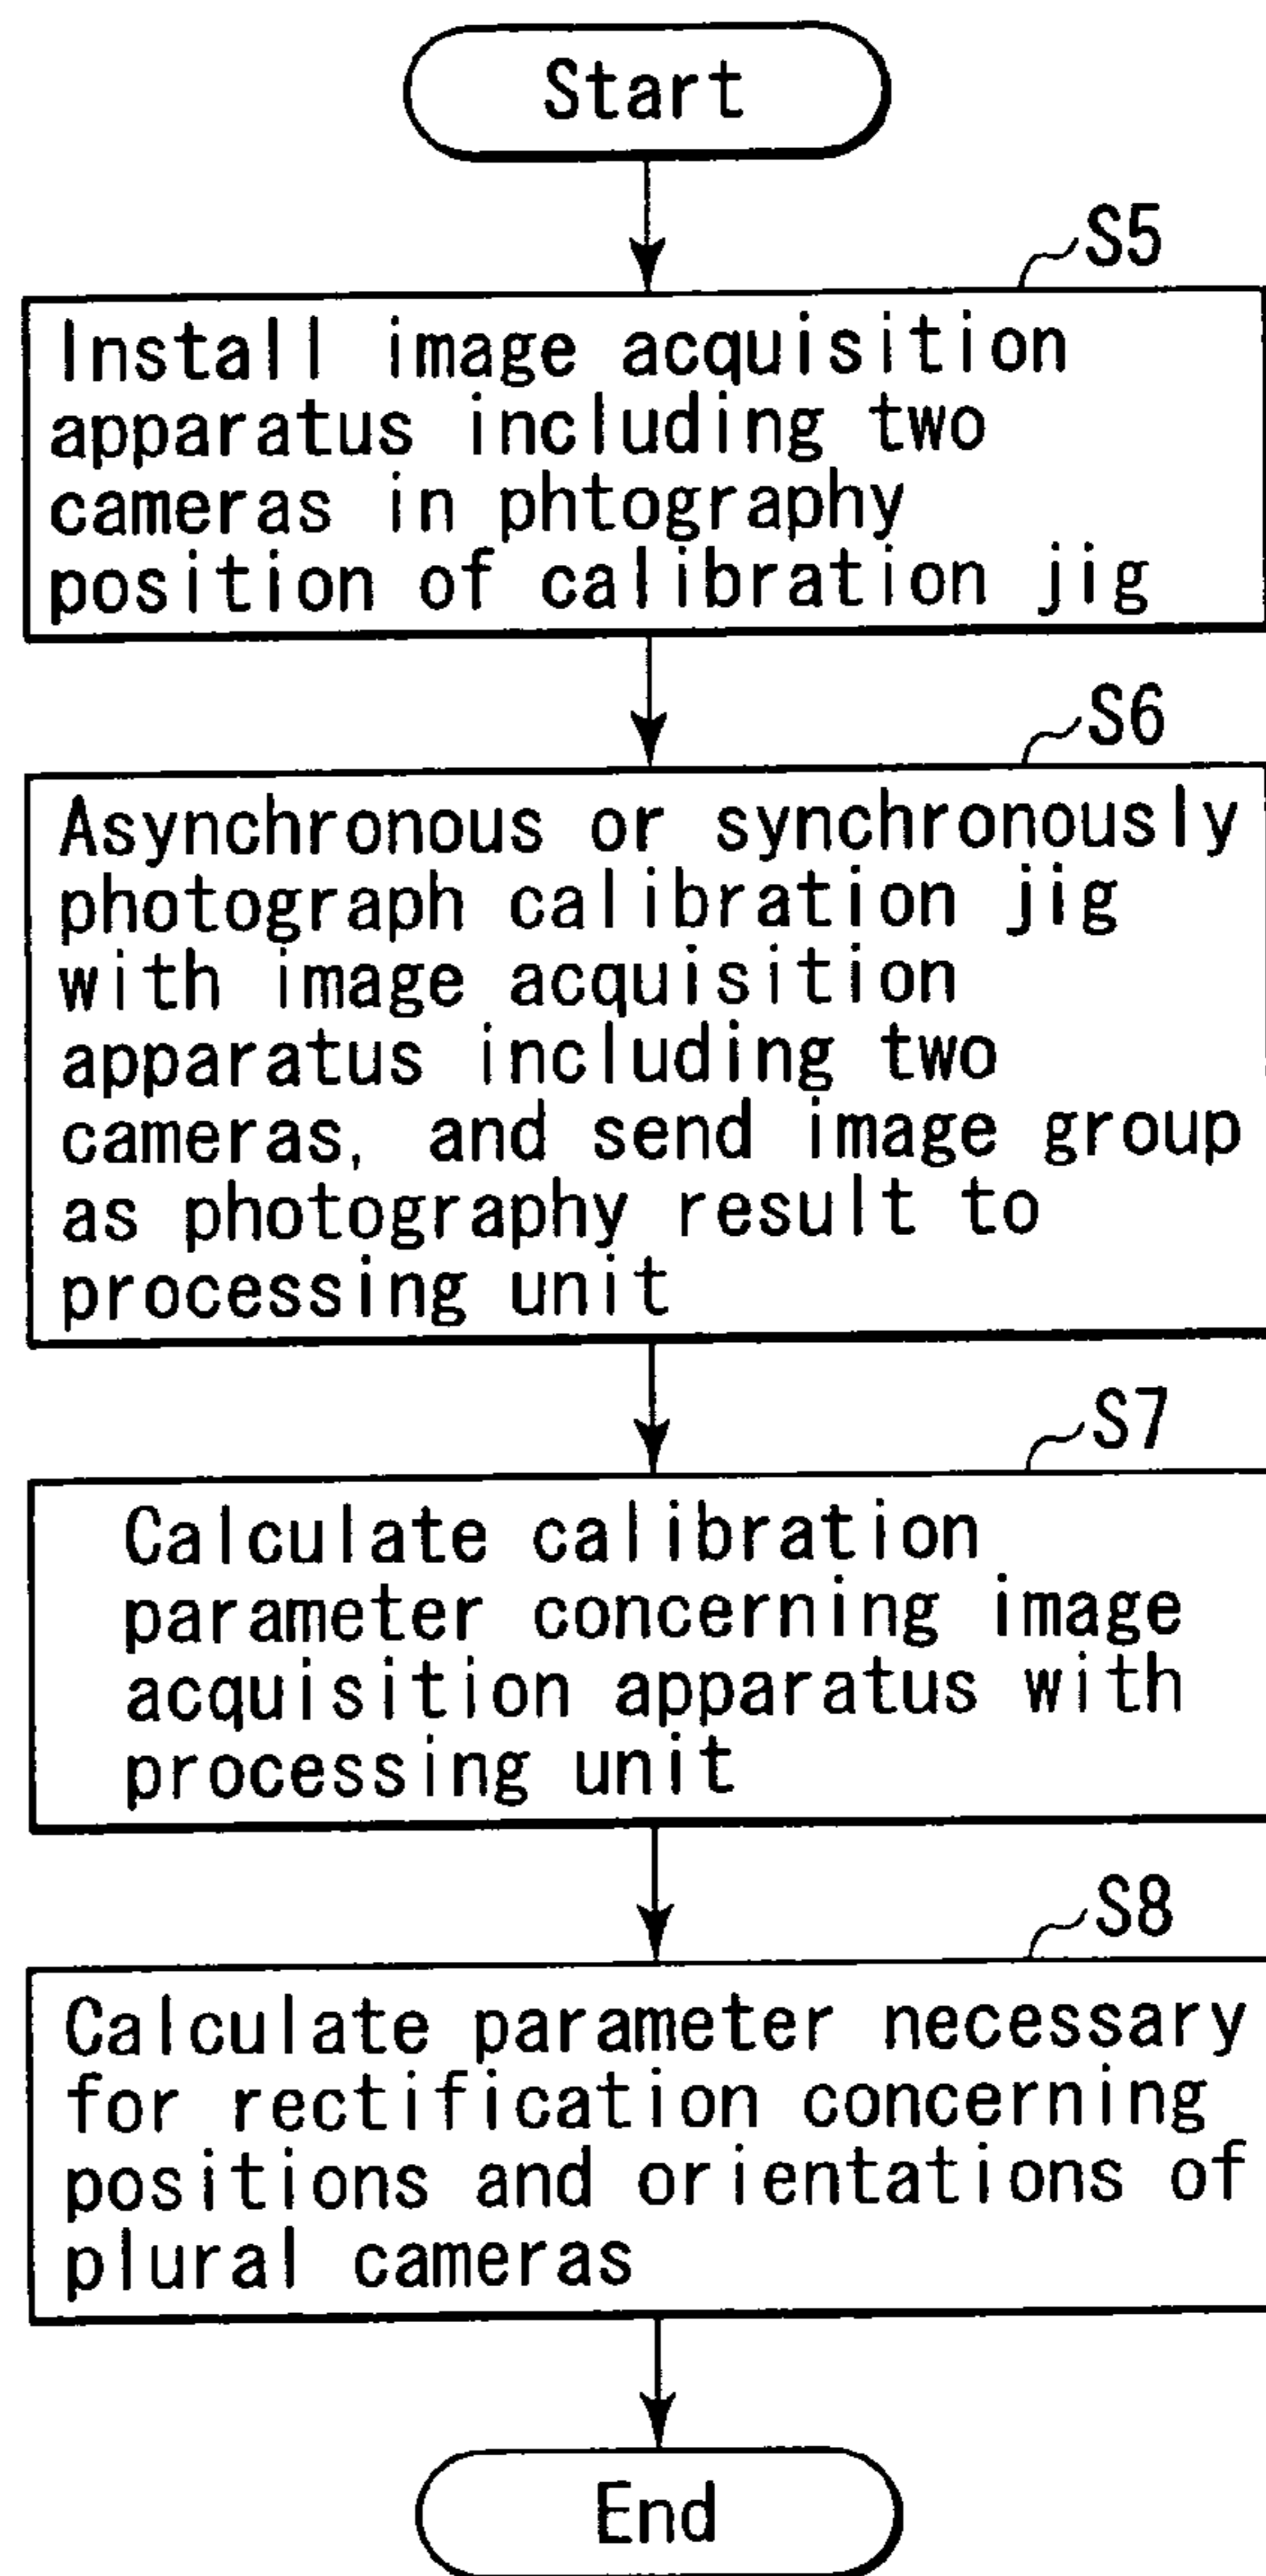 Start
S5
Install image acquisition
apparatus including two
cameras in phtography
position of calibration jig
S6
Asynchronous or synchronously
photograph calibration jig
with image acquisition
apparatus including two
cameras, and send image group
as photography result to
processing unit
S7
Calculate calibration
parameter concerning image
acquisition apparatus with
processing unit
S8
Calculate parameter necessary
for rectification concerning
positions and orientations of
plural cameras
End